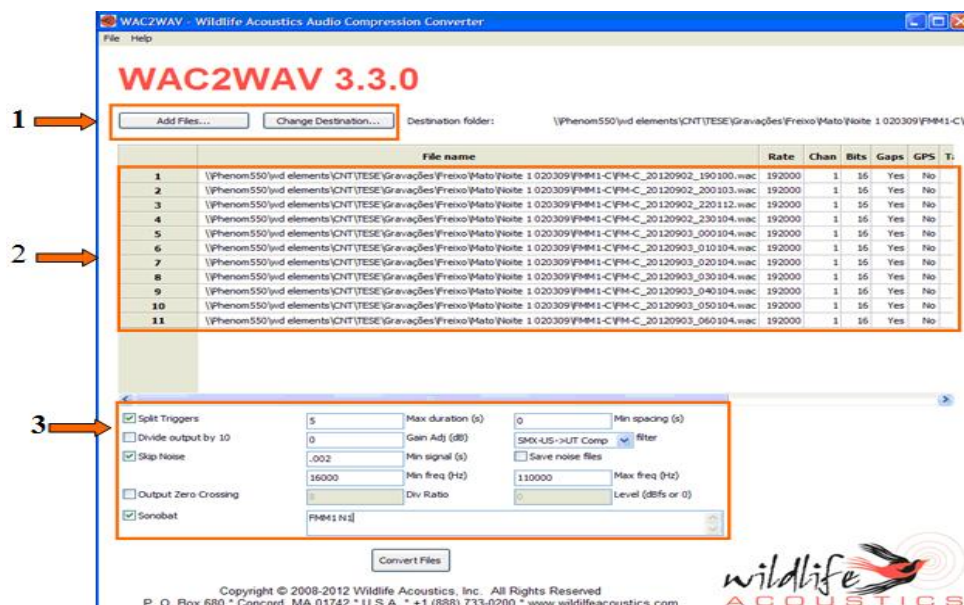 WAC2WAV - Wildlife Acoustics Audio Compression Converter
File Help
WAC2WAV 3.3.0
1
Add Files... Change Destination... Destination folder: \\Phenom550\wd elements\CNT\TESE\Gravações\Freixo\Mato\Noite 1 020309\FMM1-C\
File name Rate Chan Bits Gaps GPS
2
1 \\Phenom550\wd elements\CNT\TESE\Gravações\Freixo\Mato\Noite 1 020309\FMM1-C\FM-C_20120902_190100.wac 192000 1 16 Yes No
2 \\Phenom550\wd elements\CNT\TESE\Gravações\Freixo\Mato\Noite 1 020309\FMM1-C\FM-C_20120902_200103.wac 192000 1 16 Yes No
3 \\Phenom550\wd elements\CNT\TESE\Gravações\Freixo\Mato\Noite 1 020309\FMM1-C\FM-C_20120902_220112.wac 192000 1 16 Yes No
4 \\Phenom550\wd elements\CNT\TESE\Gravações\Freixo\Mato\Noite 1 020309\FMM1-C\FM-C_20120902_230104.wac 192000 1 16 Yes No
5 \\Phenom550\wd elements\CNT\TESE\Gravações\Freixo\Mato\Noite 1 020309\FMM1-C\FM-C_20120903_000104.wac 192000 1 16 Yes No
6 \\Phenom550\wd elements\CNT\TESE\Gravações\Freixo\Mato\Noite 1 020309\FMM1-C\FM-C_20120903_010104.wac 192000 1 16 Yes No
7 \\Phenom550\wd elements\CNT\TESE\Gravações\Freixo\Mato\Noite 1 020309\FMM1-C\FM-C_20120903_020104.wac 192000 1 16 Yes No
8 \\Phenom550\wd elements\CNT\TESE\Gravações\Freixo\Mato\Noite 1 020309\FMM1-C\FM-C_20120903_030104.wac 192000 1 16 Yes No
9 \\Phenom550\wd elements\CNT\TESE\Gravações\Freixo\Mato\Noite 1 020309\FMM1-C\FM-C_20120903_040104.wac 192000 1 16 Yes No
10 \\Phenom550\wd elements\CNT\TESE\Gravações\Freixo\Mato\Noite 1 020309\FMM1-C\FM-C_20120903_050104.wac 192000 1 16 Yes No
11 \\Phenom550\wd elements\CNT\TESE\Gravações\Freixo\Mato\Noite 1 020309\FMM1-C\FM-C_20120903_060104.wac 192000 1 16 Yes No
3
Split Triggers 5 Max duration (s) 0 Min spacing (s)
Divide output by 10 0 Gain Adj (dB) SMX-US->UT Comp filter
Skip Noise .002 Min signal (s) Save noise files
16000 Min freq (Hz) 110000 Max freq (Hz)
Output Zero Crossing 8 Div Ratio 0 Level (dBfs or 0)
Sonobat FMM1 N1
Convert Files
wildlife
ACOUSTICS
Copyright © 2008-2012 Wildlife Acoustics, Inc. All Rights Reserved
P. O. Box 680 * Concord, MA 01742 * U.S.A. * +1 (888) 733-0200 * www.wildlifeacoustics.com